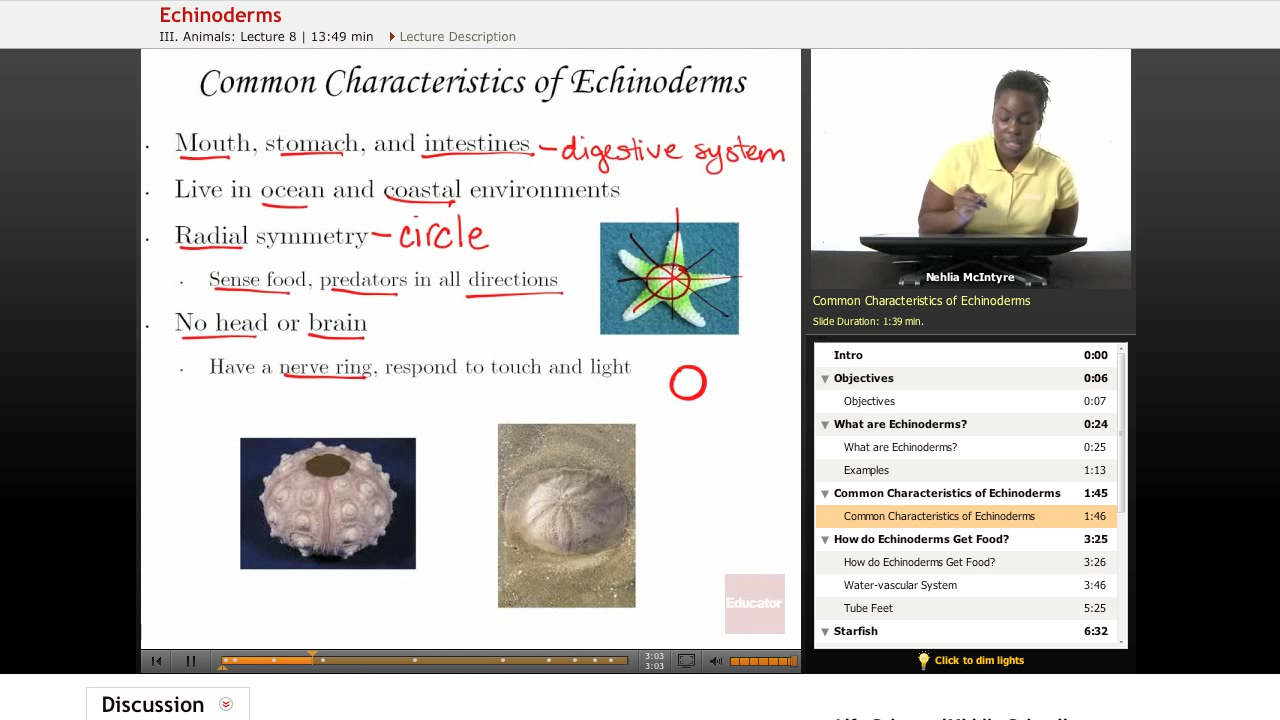 Echinoderms
III. Animals: Lecture 8 | 13:49 min Lecture Description
Common Characteristics of Echinoderms
· Mouth, stomach, and intestines – digestive system
· Live in ocean and coastal environments
· Radial symmetry – circle
· Sense food, predators in all directions
· No head or brain
· Have a nerve ring, respond to touch and light
Educator
3:03
3:03
Nehlia McIntyre
Common Characteristics of Echinoderms
Slide Duration: 1:39 min.
Intro 0:00
Objectives 0:06
Objectives 0:07
What are Echinoderms? 0:24
What are Echinoderms? 0:25
Examples 1:13
Common Characteristics of Echinoderms 1:45
Common Characteristics of Echinoderms 1:46
How do Echinoderms Get Food? 3:25
How do Echinoderms Get Food? 3:26
Water-vascular System 3:46
Tube Feet 5:25
Starfish 6:32
Click to dim lights
Discussion